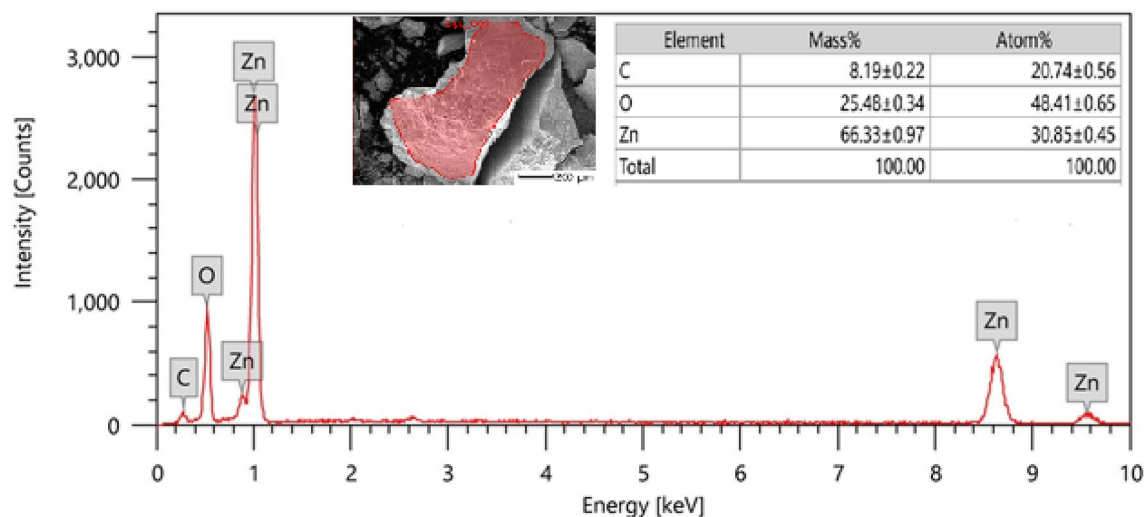 Element Mass% Atom%
C 8.19±0.22 20.74±0.56
O 25.48±0.34 48.41±0.65
Zn 66.33±0.97 30.85±0.45
Total 100.00 100.00
Intensity [Counts]
3,000
2,000
1,000
0
C
O
Zn
Zn
Zn
Zn
Zn
0 1 2 3 4 5 6 7 8 9 10
Energy [keV]